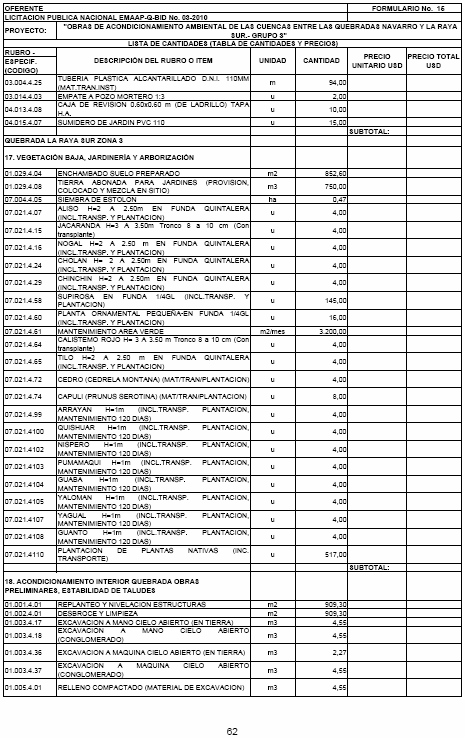 OFERENTE FORMULARIO No. 15
LICITACION PUBLICA NACIONAL EMAAP-Q-BID No. 03-2010
PROYECTO: "OBRAS DE ACONDICIONAMIENTO AMBIENTAL DE LAS CUENCAS ENTRE LAS QUEBRADAS NAVARRO Y LA RAYA
SUR.- GRUPO 3"
LISTA DE CANTIDADES (TABLA DE CANTIDADES Y PRECIOS)
RUBRO - ESPECIF. (CODIGO) DESCRIPCIÓN DEL RUBRO O ITEM UNIDAD CANTIDAD PRECIO UNITARIO USD PRECIO TOTAL USD
03.004.4.25 TUBERIA PLASTICA ALCANTARILLADO D.N.I. 110MM m 94,00
(MAT.TRAN.INST)
03.014.4.03 EMPATE A POZO MORTERO 1:3 u 2,00
04.013.4.08 CAJA DE REVISION 0.60x0.60 m (DE LADRILLO) TAPA u 10,00
H.A.
04.015.4.07 SUMIDERO DE JARDIN PVC 110 u 15,00
SUBTOTAL:
QUEBRADA LA RAYA SUR ZONA 3
17. VEGETACIÓN BAJA, JARDINERÍA Y ARBORIZACIÓN
01.029.4.04 ENCHAMBADO SUELO PREPARADO m2 852,60
01.029.4.08 TIERRA ABONADA PARA JARDINES (PROVISION, m3 750,00
COLOCADO Y MEZCLA EN SITIO)
07.004.4.05 SIEMBRA DE ESTOLON ha 0,47
07.021.4.07 ALISO H=2 A 2.50m EN FUNDA QUINTALERA u 4,00
(INCL.TRANSP. Y PLANTACION)
07.021.4.15 JACARANDA H=3 A 3.50m Tronco 8 a 10 cm (Con u 4,00
transplante)
07.021.4.16 NOGAL H=2 A 2.50 m EN FUNDA QUINTALERA u 4,00
(INCL.TRANSP. Y PLANTACION)
07.021.4.24 CHOLAN H= 2 A 2.50m EN FUNDA QUINTALERA u 4,00
(INCL.TRANSP. Y PLANTACION)
07.021.4.29 CHINCHIN H=2 A 2.50m EN FUNDA QUINTALERA u 4,00
(INCL.TRANSP. Y PLANTACION)
07.021.4.58 SUPIROSA EN FUNDA 1/4GL (INCL.TRANSP. Y u 145,00
PLANTACION)
07.021.4.60 PLANTA ORNAMENTAL PEQUEÑA-EN FUNDA 1/4GL u 16,00
(INCL.TRANSP. Y PLANTACION)
07.021.4.61 MANTENIMIENTO AREA VERDE m2/mes 3.200,00
07.021.4.64 CALISTEMO ROJO H= 3 A 3.50 m Tronco 8 a 10 cm (Con u 4,00
transplante)
07.021.4.65 TILO H=2 A 2.50 m EN FUNDA QUINTALERA u 4,00
(INCL.TRANSP. Y PLANTACION)
07.021.4.72 CEDRO (CEDRELA MONTANA) (MAT/TRAN/PLANTACION) u 4,00
07.021.4.74 CAPULI (PRUNUS SEROTINA) (MAT/TRAN/PLANTACION) u 8,00
07.021.4.99 ARRAYAN H=1m (INCL.TRANSP. PLANTACION, u 4,00
MANTENIMIENTO 120 DIAS)
07.021.4100 QUISHUAR H=1m (INCL.TRANSP. PLANTACION, u 4,00
MANTENIMIENTO 120 DIAS)
07.021.4102 NISPERO H=1m (INCL.TRANSP. PLANTACION, u 4,00
MANTENIMIENTO 120 DIAS)
07.021.4103 PUMAMAQUI H=1m (INCL.TRANSP. PLANTACION, u 4,00
MANTENIMIENTO 120 DIAS)
07.021.4104 GUABA H=1m (INCL.TRANSP. PLANTACION, u 4,00
MANTENIMIENTO 120 DIAS)
07.021.4105 YALOMAN H=1m (INCL.TRANSP. PLANTACION, u 4,00
MANTENIMIENTO 120 DIAS)
07.021.4107 YAGUAL H=1m (INCL.TRANSP. PLANTACION, u 4,00
MANTENIMIENTO 120 DIAS)
07.021.4108 GUANTO H=1m (INCL.TRANSP. PLANTACION, u 4,00
MANTENIMIENTO 120 DIAS)
07.021.4110 PLANTACION DE PLANTAS NATIVAS (INC. u 517,00
TRANSPORTE)
SUBTOTAL:
18. ACONDICIONAMIENTO INTERIOR QUEBRADA OBRAS
PRELIMINARES, ESTABILIDAD DE TALUDES
01.001.4.01 REPLANTEO Y NIVELACION ESTRUCTURAS m2 909,30
01.002.4.01 DESBROCE Y LIMPIEZA m2 909,30
01.003.4.17 EXCAVACION A MANO CIELO ABIERTO (EN TIERRA) m3 4,55
01.003.4.18 EXCAVACION A MANO CIELO ABIERTO m3 4,55
(CONGLOMERADO)
01.003.4.36 EXCAVACION A MAQUINA CIELO ABIERTO (EN TIERRA) m3 2,27
01.003.4.37 EXCAVACION A MAQUINA CIELO ABIERTO m3 4,55
(CONGLOMERADO)
01.005.4.01 RELLENO COMPACTADO (MATERIAL DE EXCAVACION) m3 4,55
62